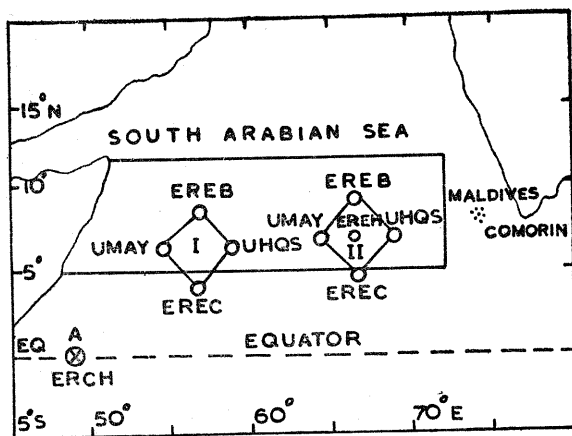 15°N
SOUTH ARABIAN SEA
10°
EREB
EREB
MALDIVES
UMAY
I
UHQS
UMAY
EREH
UHQS
II
COMORIN
5°
EREC
EREC
EQ
A
EQUATOR
ERCH
5°S
50°
60°
70°E